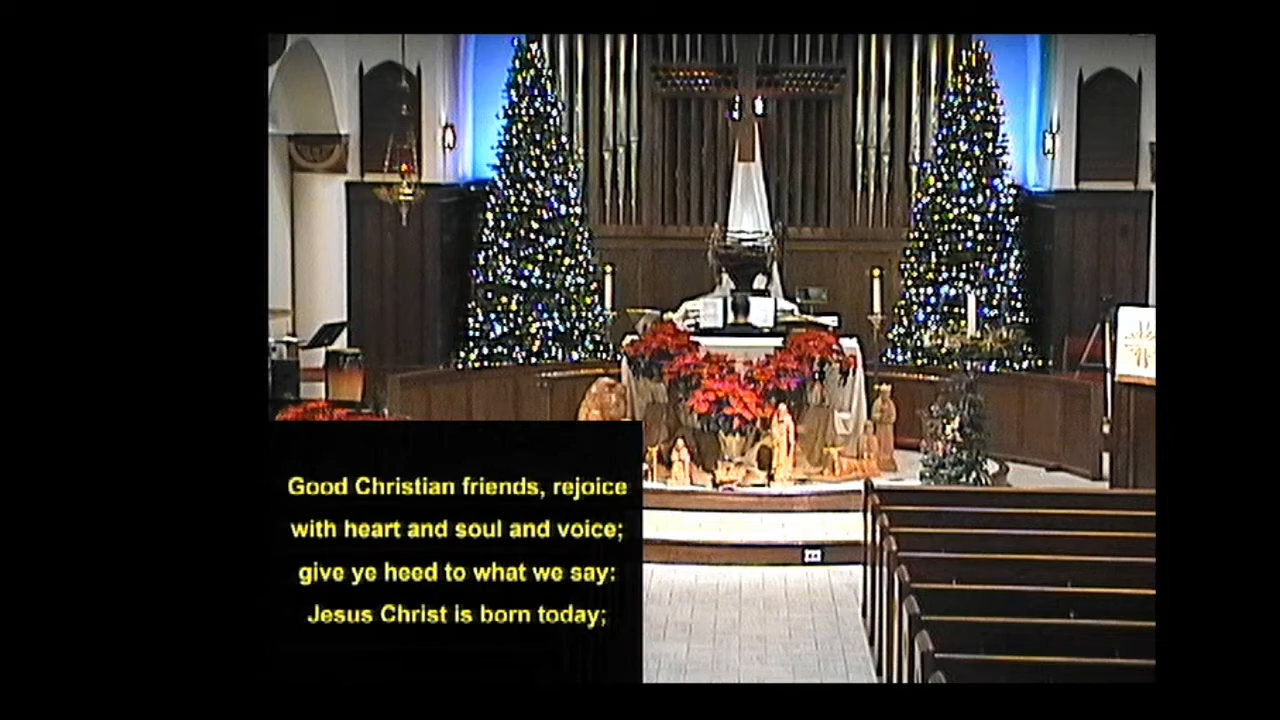 Good Christian friends, rejoice
with heart and soul and voice;
give ye heed to what we say:
Jesus Christ is born today;